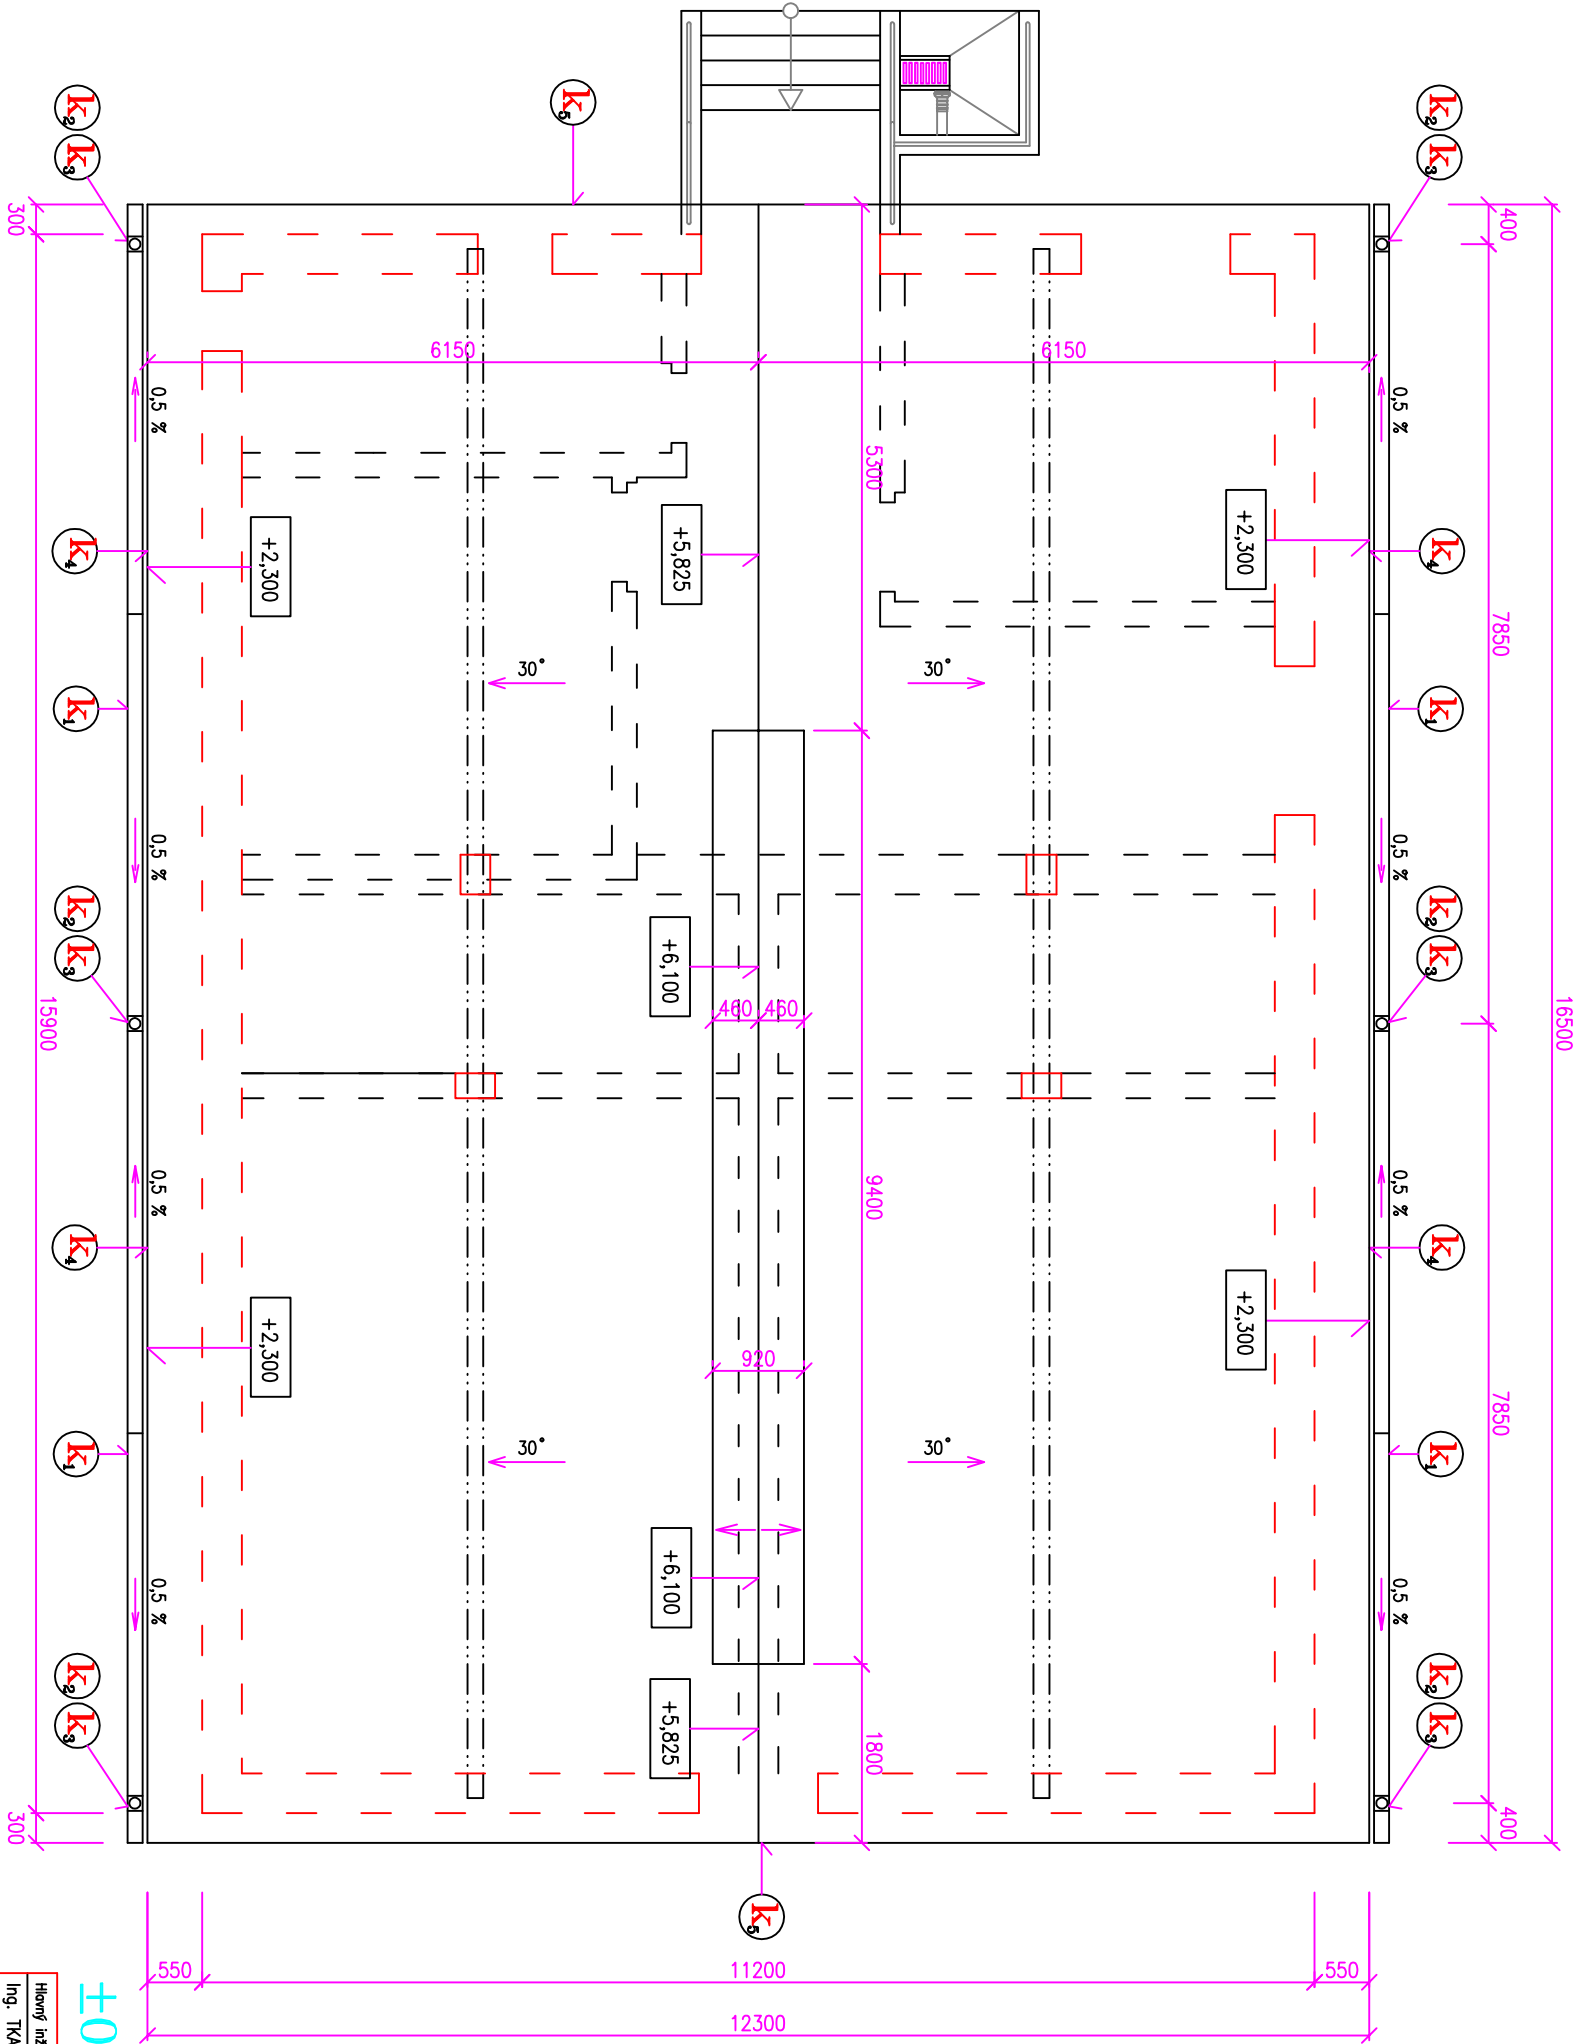 k₂ k₃
k₅
k₂ k₃
300
400
6150
6150
0,5 %
0,5 %
5300
+2,300
+5,825
+2,300
k₄
k₄
7850
30°
30°
k₁
k₁
0,5 %
0,5 %
k₂ k₃
+6,100
k₂ k₃
460
460
15900
16500
0,5 %
9400
0,5 %
k₄
k₄
+2,300
+2,300
920
7850
30°
30°
k₁
k₁
0,5 %
+6,100
0,5 %
k₂ k₃
+5,825
1800
k₂ k₃
300
400
k₅
550
11200
550
12300
±0
Hlavný inž
Ing. TKA